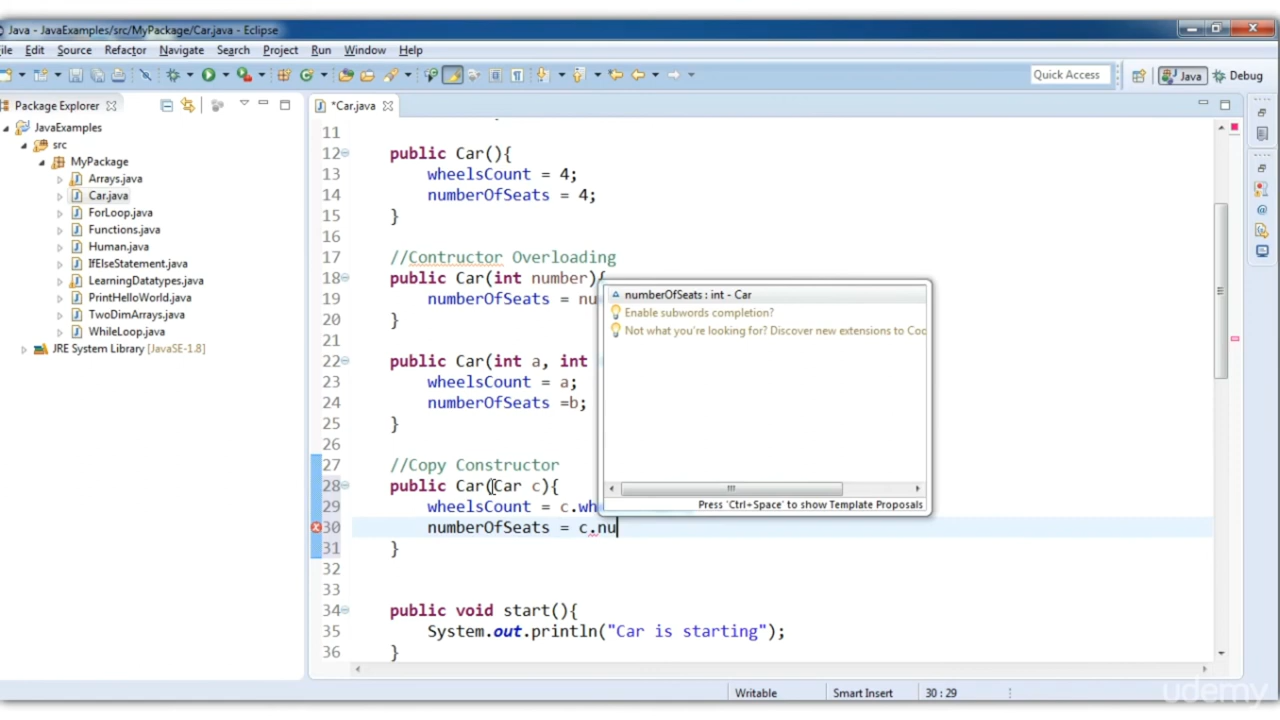 Java - JavaExamples/src/MyPackage/Car.java - Eclipse
ile Edit Source Refactor Navigate Search Project Run Window Help
Quick Access
Java
Debug
Package Explorer
*Car.java
JavaExamples
src
MyPackage
Arrays.java
Car.java
ForLoop.java
Functions.java
Human.java
IfElseStatement.java
LearningDatatypes.java
PrintHelloWorld.java
TwoDimArrays.java
WhileLoop.java
JRE System Library [JavaSE-1.8]
11
12 public Car(){
13 wheelsCount = 4;
14 numberOfSeats = 4;
15 }
16
17 //Contructor Overloading
18 public Car(int number){
19 numberOfSeats = nu
20 }
21
22 public Car(int a, int
23 wheelsCount = a;
24 numberOfSeats =b;
25 }
26
27 //Copy Constructor
28 public Car(Car c){
29 wheelsCount = c.wh
30 numberOfSeats = c.nu
31 }
32
33
34 public void start(){
35 System.out.println("Car is starting");
36 }
numberOfSeats : int - Car
Enable subwords completion?
Not what you're looking for? Discover new extensions to Coc
Press 'Ctrl+Space' to show Template Proposals
Writable
Smart Insert
30 : 29
udemy